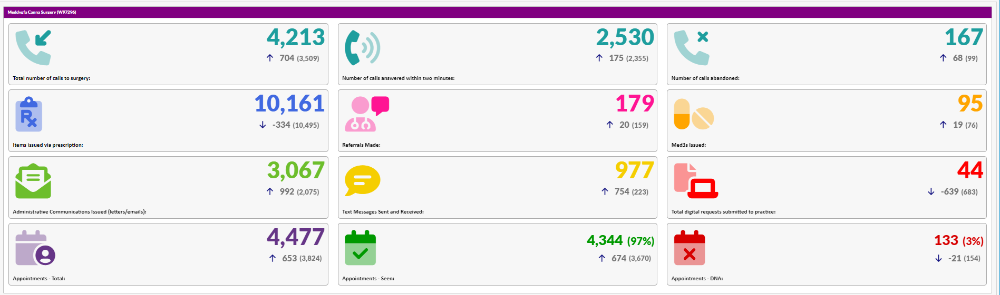 Meddygfa Canna Surgery (W97296)
4,213
↑ 704 (3,509)
Total number of calls to surgery:
2,530
↑ 175 (2,355)
Number of calls answered within two minutes:
167
↑ 68 (99)
Number of calls abandoned:
Rx
10,161
↓ -334 (10,495)
Items issued via prescription:
179
↑ 20 (159)
Referrals Made:
95
↑ 19 (76)
Med3s Issued:
3,067
↑ 992 (2,075)
Administrative Communications Issued (letters/emails):
977
↑ 754 (223)
Text Messages Sent and Received:
44
↓ -639 (683)
Total digital requests submitted to practice:
4,477
↑ 653 (3,824)
Appointments - Total:
4,344 (97%)
↑ 674 (3,670)
Appointments - Seen:
133 (3%)
↓ -21 (154)
Appointments - DNA: